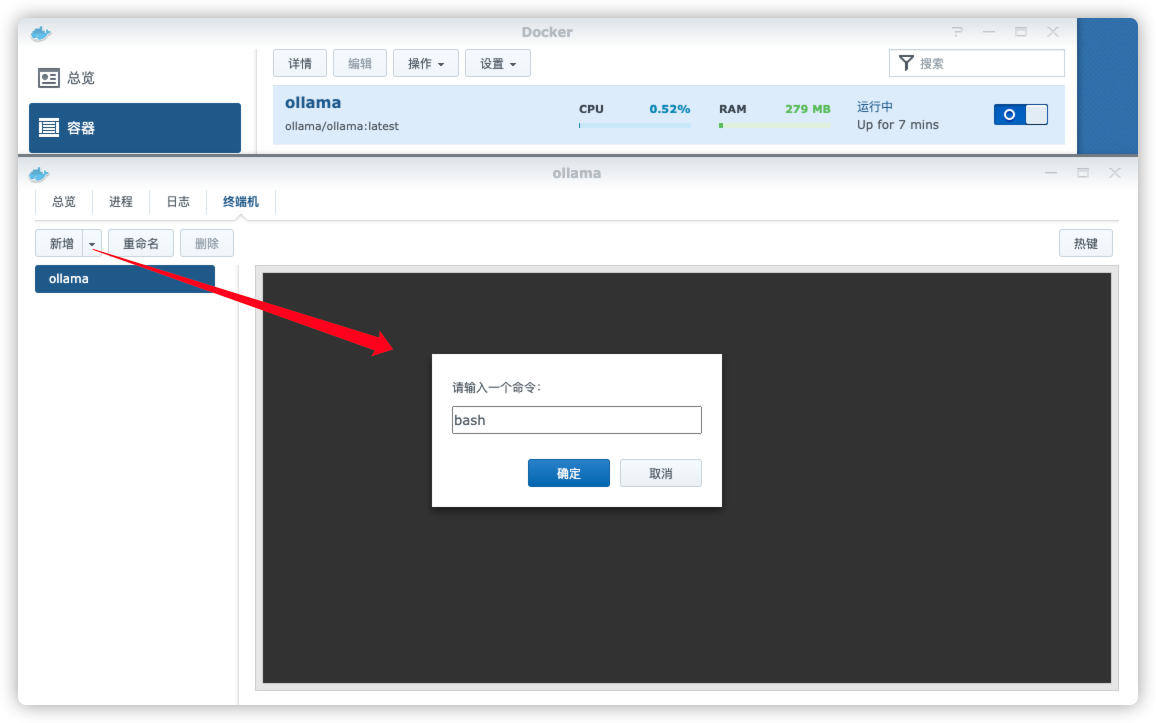 Docker
总览
容器
详情 编辑 操作 设置 搜索
ollama
ollama/ollama:latest
CPU 0.52% RAM 279 MB
运行中
Up for 7 mins
ollama
总览 进程 日志 终端机
新增 重命名 删除 热键
ollama
请输入一个命令:
bash
确定 取消